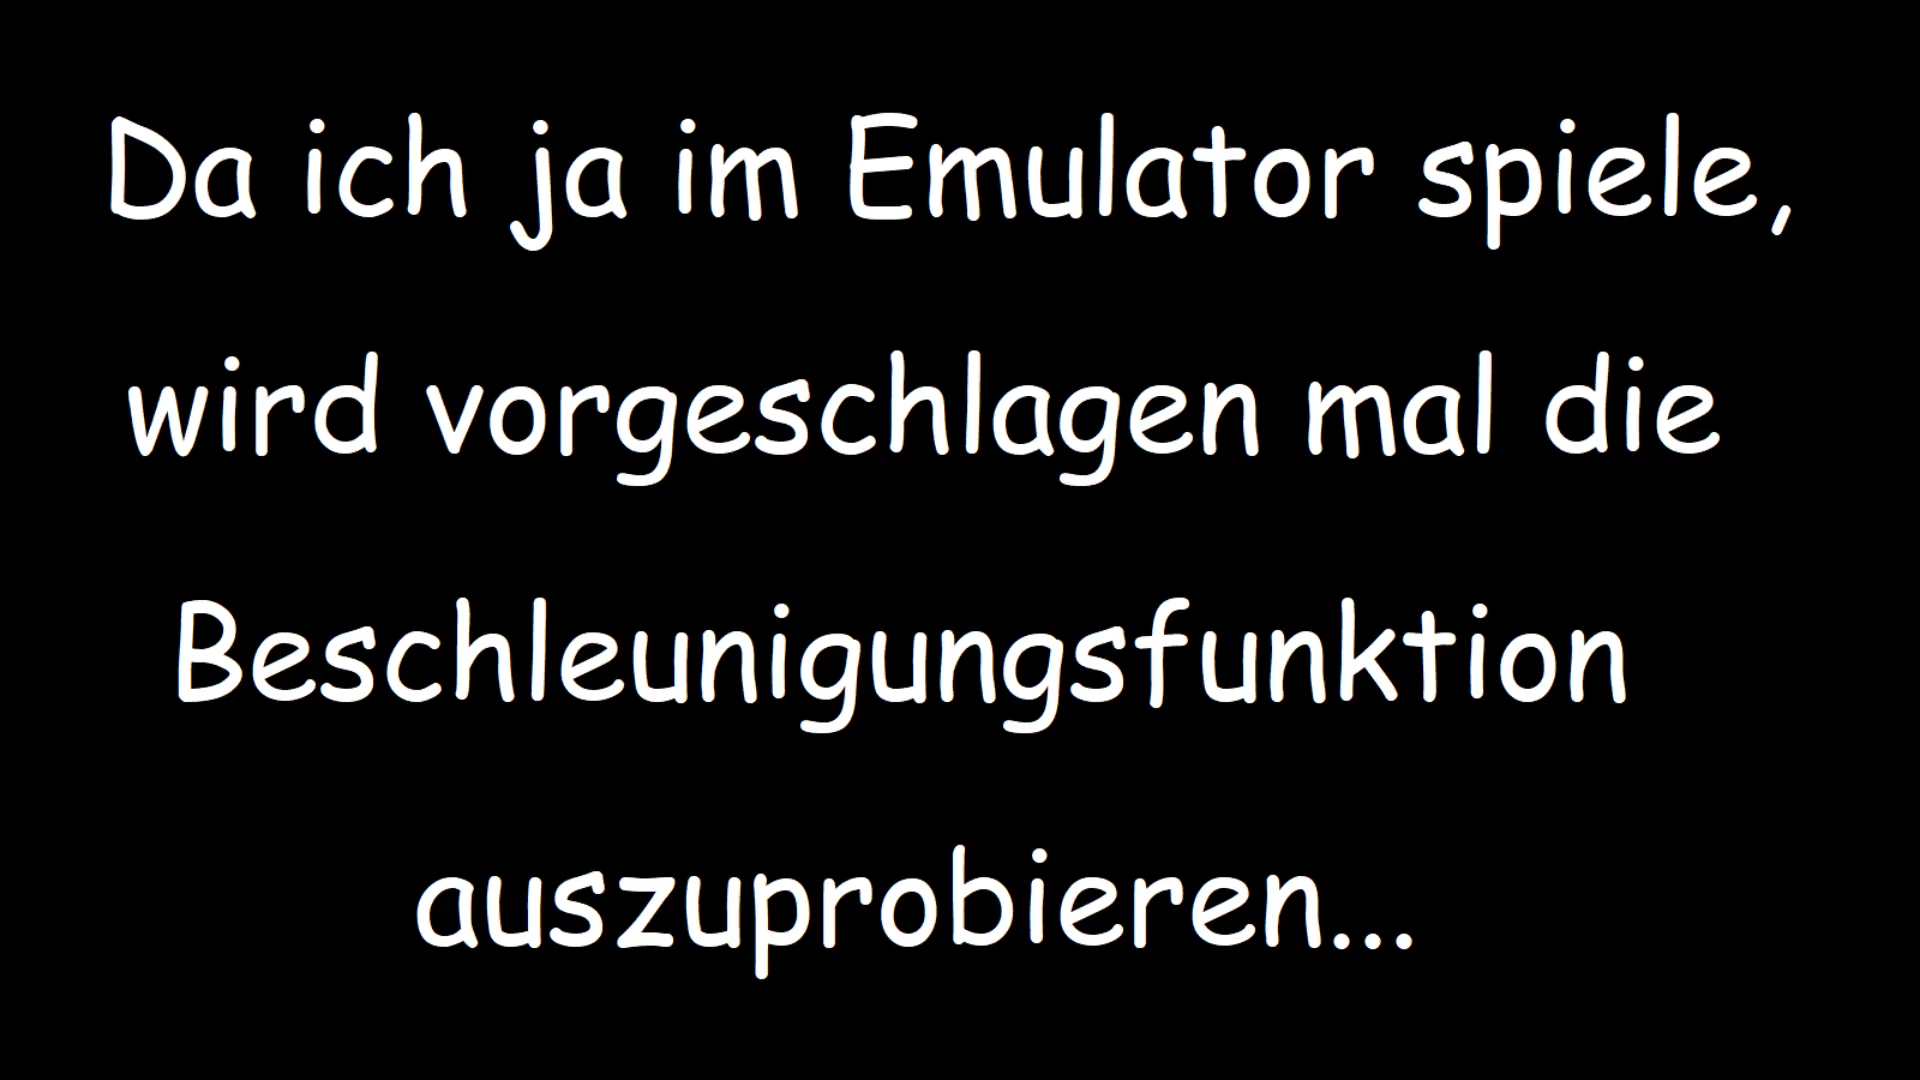 Da ich ja im Emulator spiele,
wird vorgeschlagen mal die
Beschleunigungsfunktion
auszuprobieren...